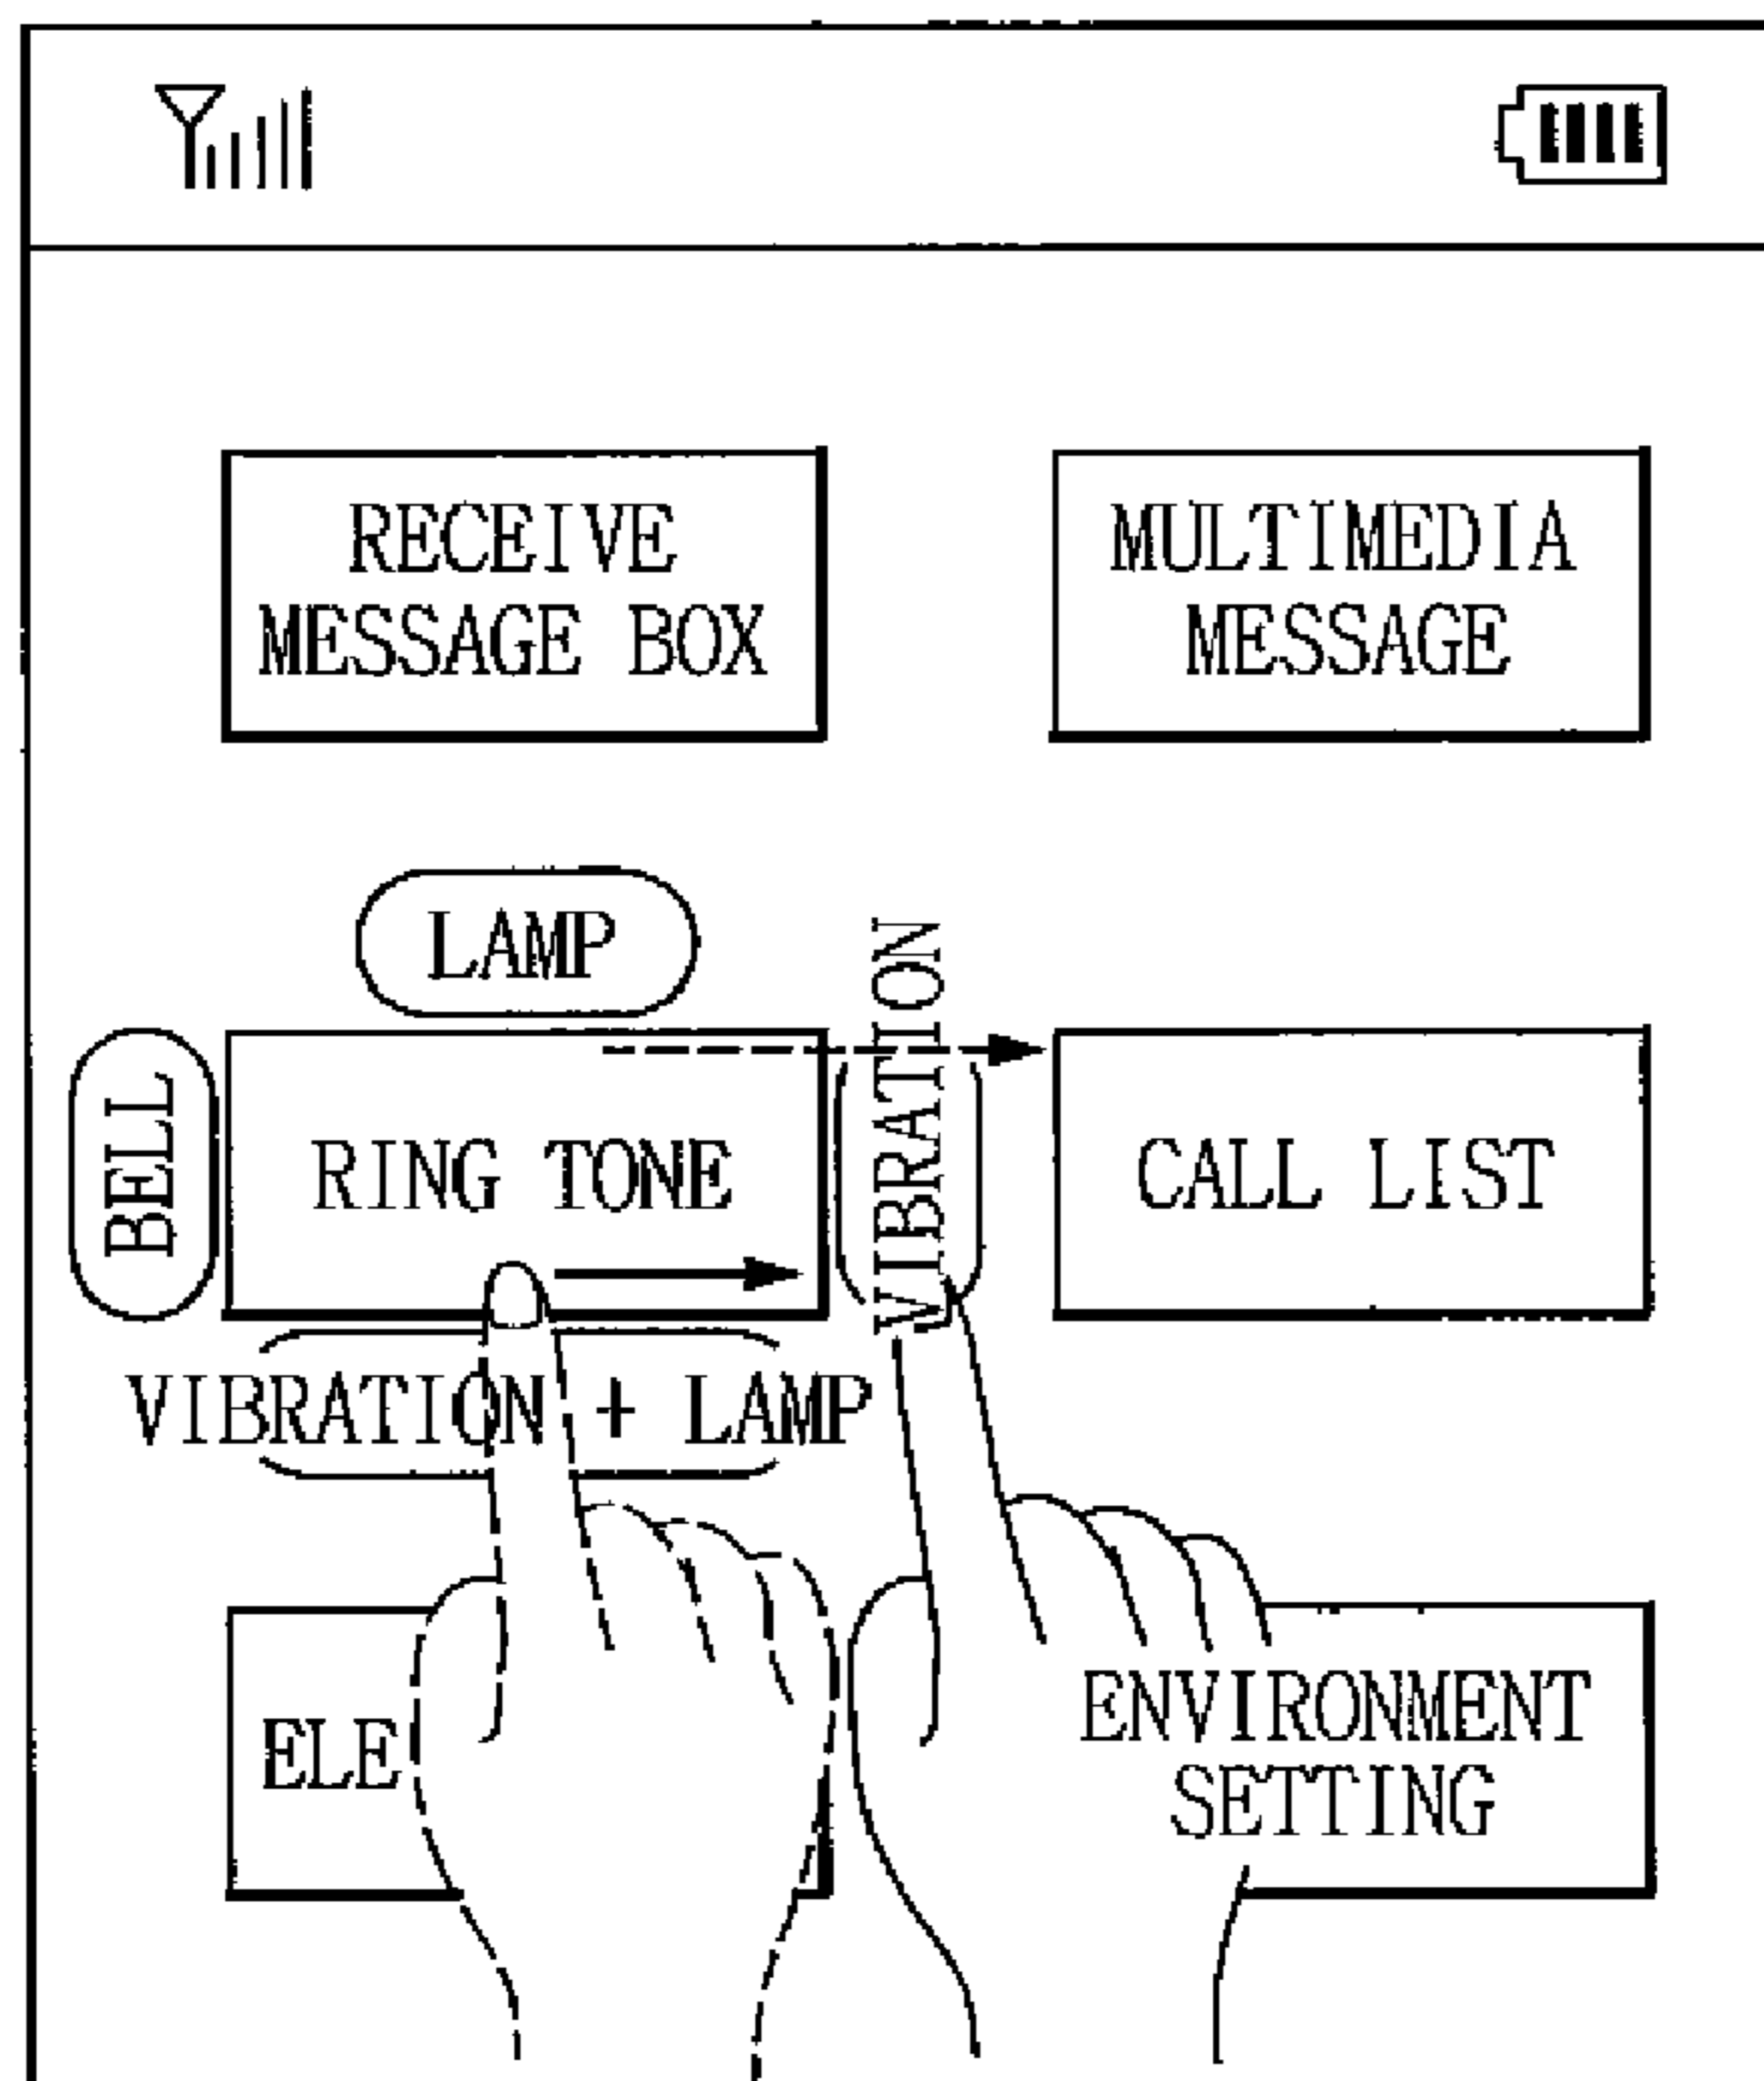 RECEIVE
MESSAGE BOX
MULTIMEDIA
MESSAGE
LAMP
BELL
RING TONE
VIBRATION
CALL LIST
VIBRATION + LAMP
ELE
ENVIRONMENT
SETTING